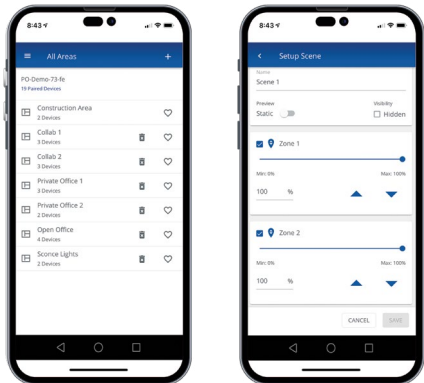 8:43
All Areas
+
PO-Demo-73-fe
19 Paired Devices
Construction Area
2 Devices
Collab 1
3 Devices
Collab 2
3 Devices
Private Office 1
3 Devices
Private Office 2
2 Devices
Open Office
4 Devices
Sconce Lights
2 Devices
8:43
Setup Scene
Name
Scene 1
Preview Visibility
Static Hidden
Zone 1
Min: 0% Max: 100%
100 %
Zone 2
Min: 0% Max: 100%
100 %
CANCEL SAVE